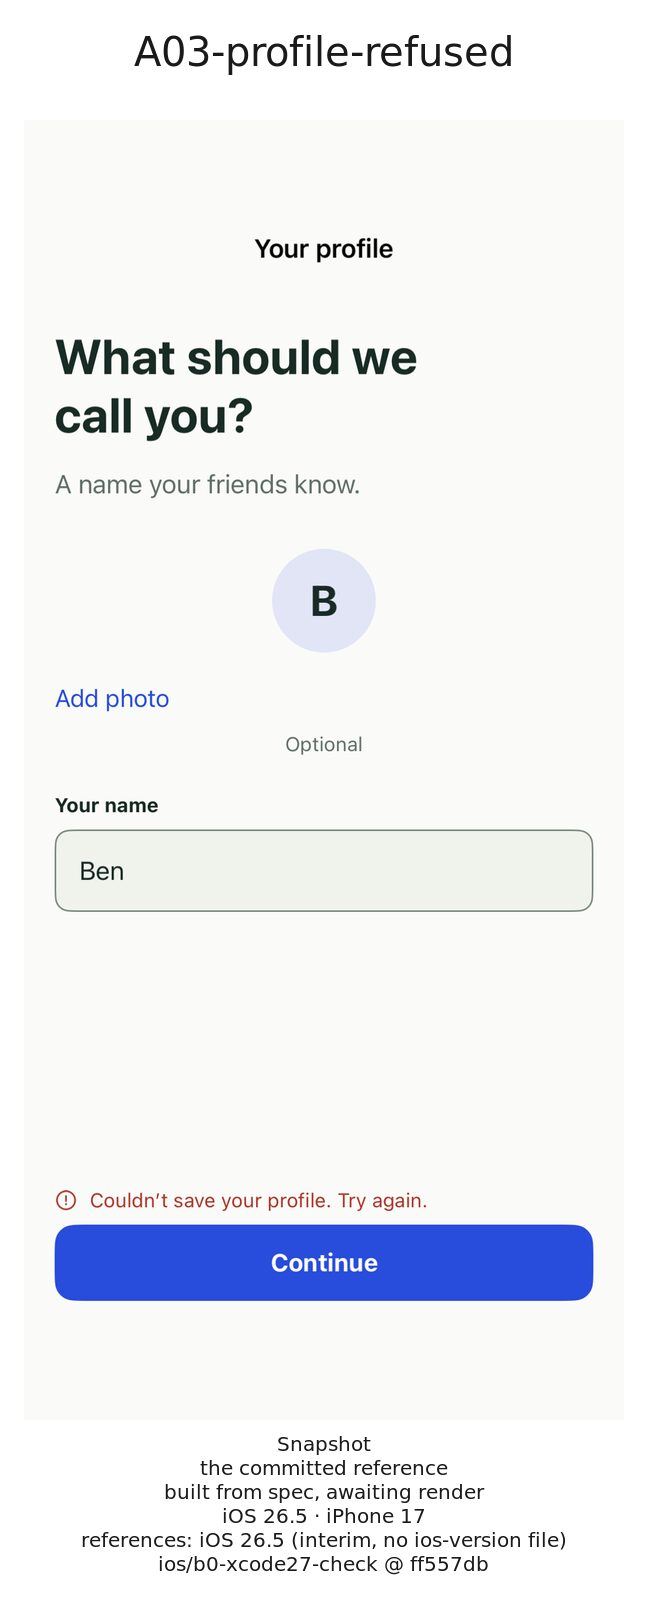 A03-profile-refused
Your profile
What should we
call you?
A name your friends know.
B
Add photo
Optional
Your name
Ben
Couldn’t save your profile. Try again.
Continue
Snapshot
the committed reference
built from spec, awaiting render
iOS 26.5 · iPhone 17
references: iOS 26.5 (interim, no ios-version file)
ios/b0-xcode27-check @ ff557db